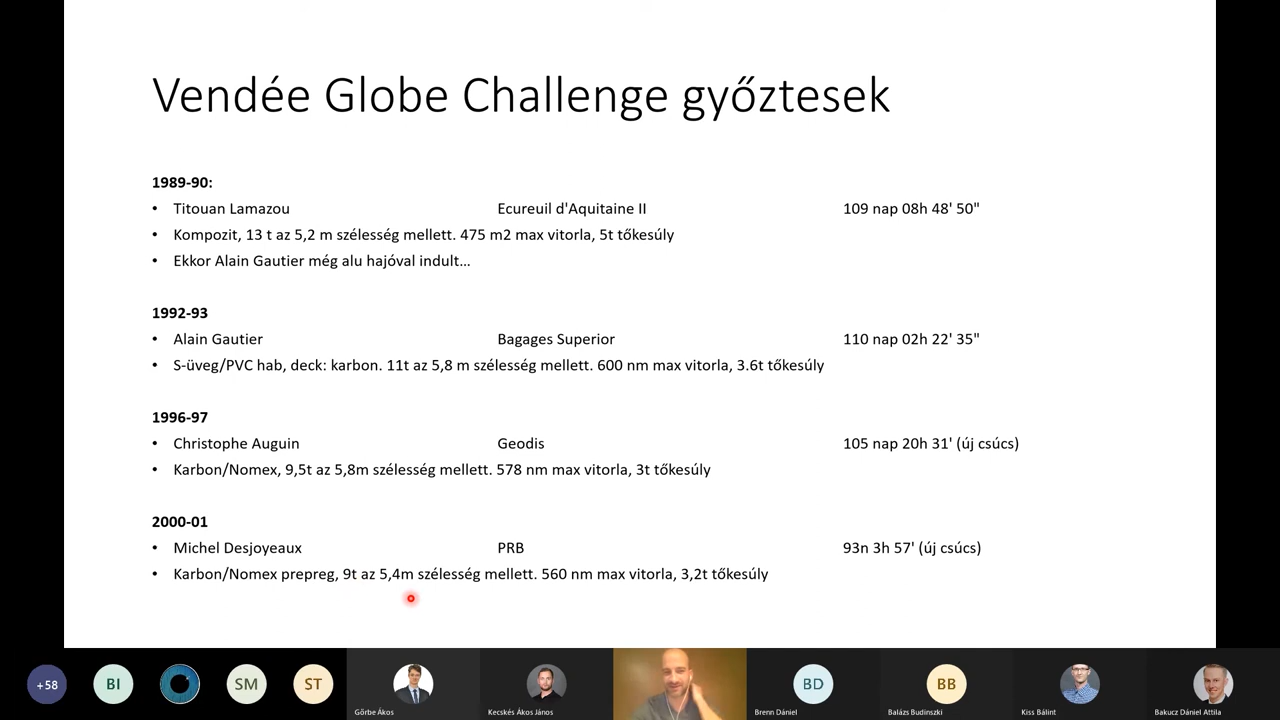 Vendée Globe Challenge győztesek
1989-90:
• Titouan Lamazou Ecureuil d'Aquitaine II 109 nap 08h 48' 50"
• Kompozit, 13 t az 5,2 m szélesség mellett. 475 m2 max vitorla, 5t tőkesúly
• Ekkor Alain Gautier még alu hajóval indult...
1992-93
• Alain Gautier Bagages Superior 110 nap 02h 22' 35"
• S-üveg/PVC hab, deck: karbon. 11t az 5,8 m szélesség mellett. 600 nm max vitorla, 3.6t tőkesúly
1996-97
• Christophe Auguin Geodis 105 nap 20h 31' (új csúcs)
• Karbon/Nomex, 9,5t az 5,8m szélesség mellett. 578 nm max vitorla, 3t tőkesúly
2000-01
• Michel Desjoyeaux PRB 93n 3h 57' (új csúcs)
• Karbon/Nomex prepreg, 9t az 5,4m szélesség mellett. 560 nm max vitorla, 3,2t tőkesúly
+58 BI SM ST BD BB
Gőrbe Ákos Kecskés Ákos János Brenn Dániel Balázs Budinszki Kiss Bálint Bakucz Dániel Attila